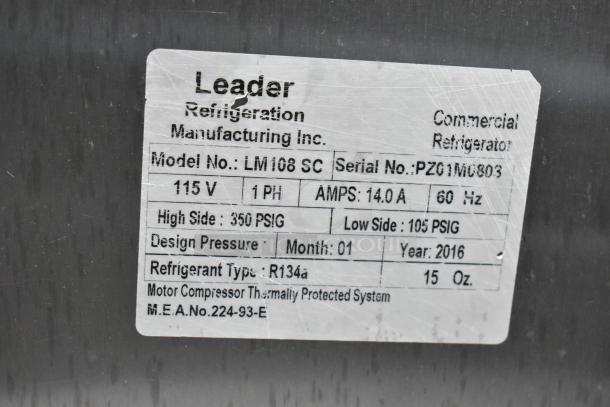 Leader
Refrigeration
Manufacturing Inc.
Commercial
Refrigerator
Model No.: LM108 SC Serial No.:PZ01M0803
115 V 1 PH AMPS: 14.0 A 60 Hz
High Side : 350 PSIG Low Side : 105 PSIG
Design Pressure : Month: 01 Year: 2016
Refrigerant Type : R134a 15 Oz.
Motor Compressor Thermally Protected System
M.E.A.No.224-93-E